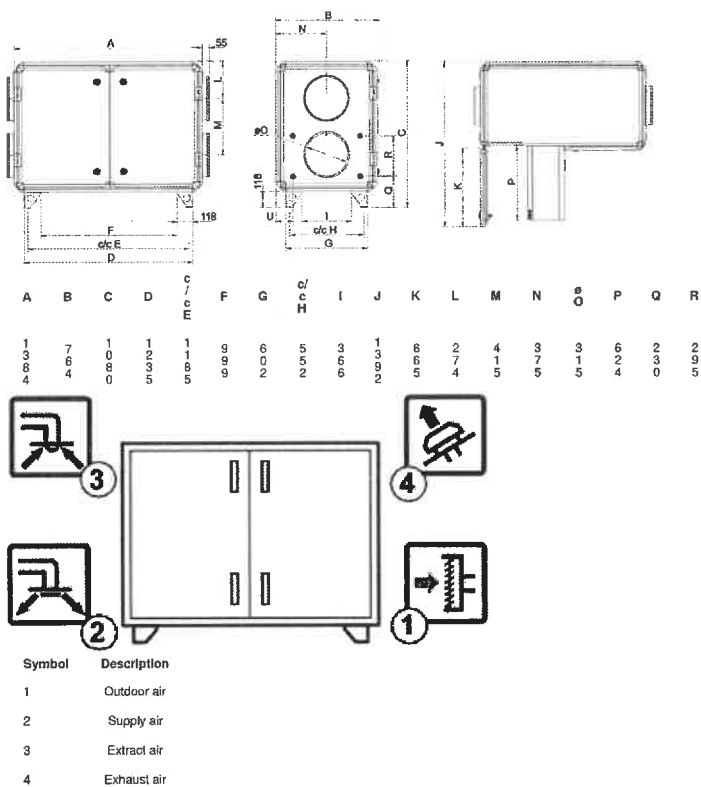 A 55 L M F c/c E D 118
B N øO 118 U I c/c H G R Q C
J K P
A B C D c/c E F G c/c H I J K L M N øO P Q R
1384 764 1080 1235 1185 999 602 552 366 1392 665 274 415 375 315 624 230 295
3 4
2 1
Symbol Description
1 Outdoor air
2 Supply air
3 Extract air
4 Exhaust air